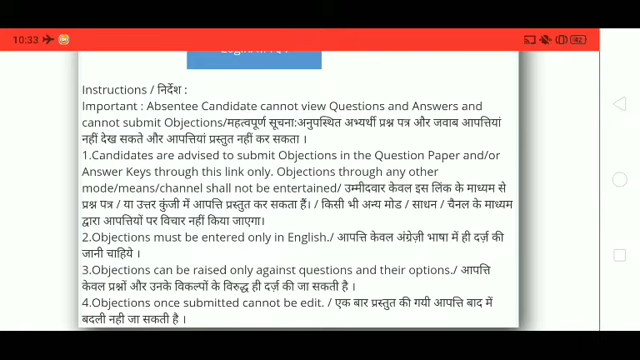 10:33
42
Instructions / निर्देश :
Important : Absentee Candidate cannot view Questions and Answers and
cannot submit Objections/महत्वपूर्ण सूचना:अनुपस्थित अभ्यर्थी प्रश्न पत्र और जवाब आपत्तियां
नहीं देख सकते और आपत्तियां प्रस्तुत नहीं कर सकता ।
1.Candidates are advised to submit Objections in the Question Paper and/or
Answer Keys through this link only. Objections through any other
mode/means/channel shall not be entertained/ उम्मीदवार केवल इस लिंक के माध्यम से
प्रश्न पत्र / या उत्तर कुंजी में आपत्ति प्रस्तुत कर सकता हैं। / किसी भी अन्य मोड / साधन / चैनल के माध्यम
द्वारा आपत्तियों पर विचार नहीं किया जाएगा।
2.Objections must be entered only in English./ आपत्ति केवल अंग्रेज़ी भाषा में ही दर्ज़ की
जानी चाहिये ।
3.Objections can be raised only against questions and their options./ आपत्ति
केवल प्रश्नों और उनके विकल्पों के विरुद्ध ही दर्ज की जा सकती है ।
4.Objections once submitted cannot be edit. / एक बार प्रस्तुत की गयी आपत्ति बाद में
बदली नही जा सकती है ।